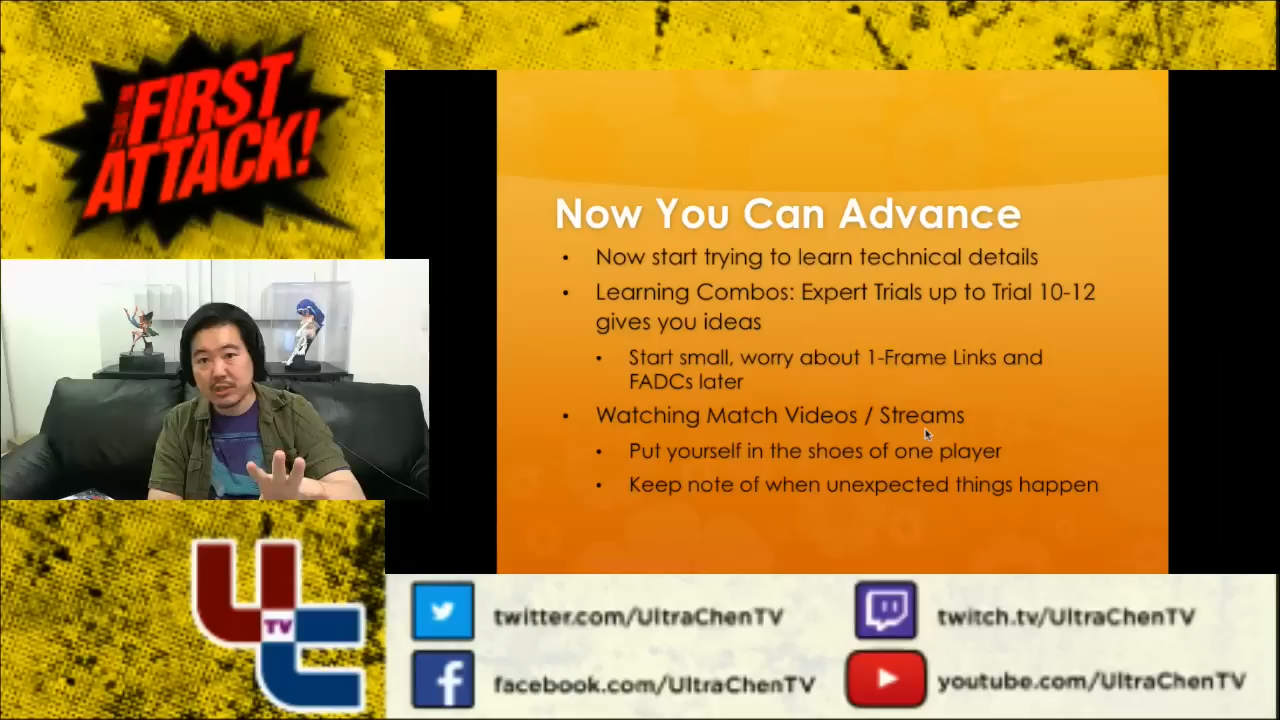 FIRST
ATTACK!
Now You Can Advance
• Now start trying to learn technical details
• Learning Combos: Expert Trials up to Trial 10-12
gives you ideas
• Start small, worry about 1-Frame Links and
FADCs later
• Watching Match Videos / Streams
• Put yourself in the shoes of one player
• Keep note of when unexpected things happen
UC
TV
twitter.com/UltraChenTV
twitch.tv/UltraChenTV
facebook.com/UltraChenTV
youtube.com/UltraChenTV